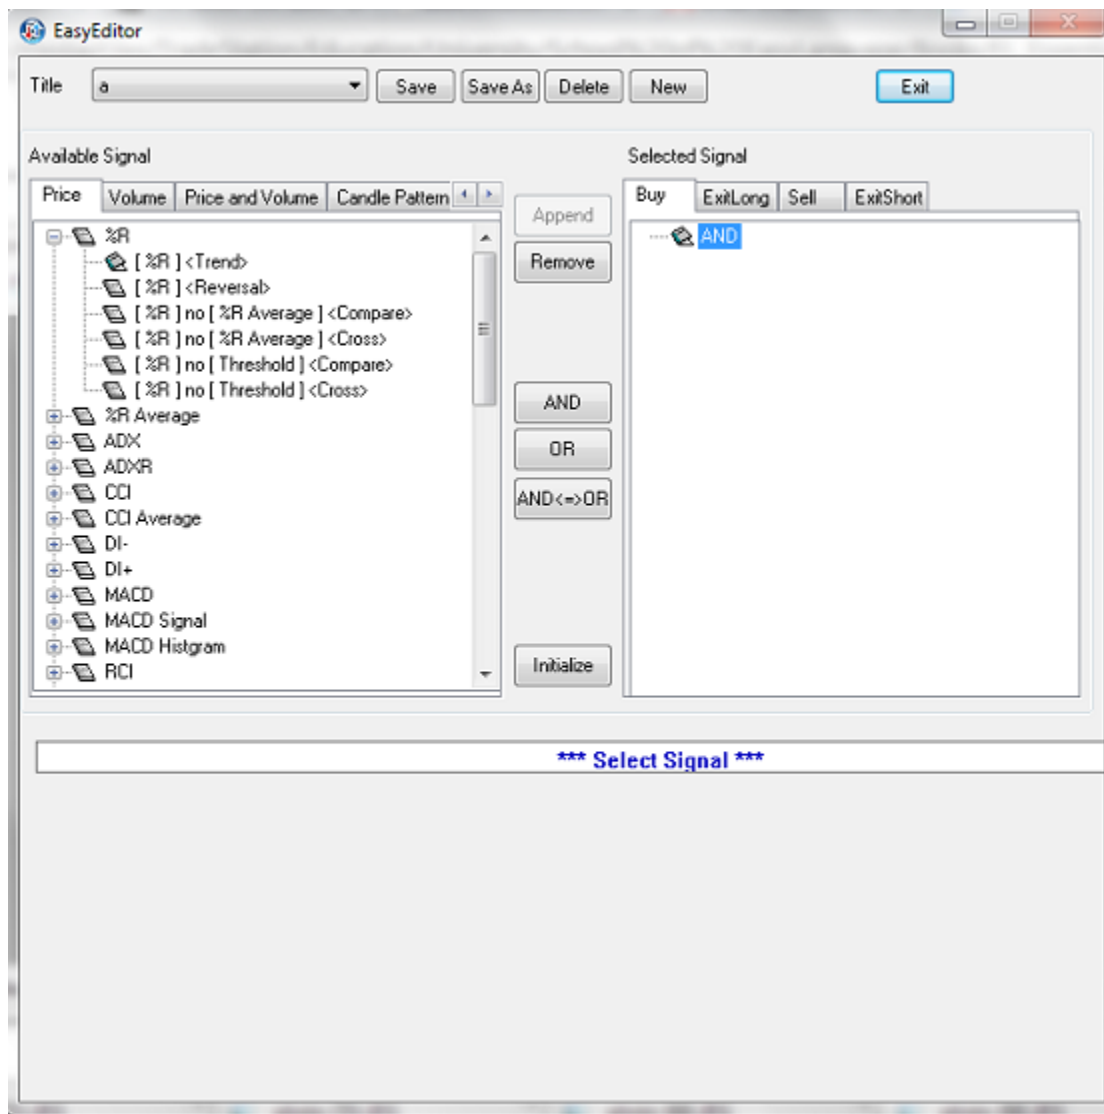 EasyEditor
Title a Save Save As Delete New Exit
Available Signal
Price Volume Price and Volume Candle Pattern
%R
[ %R ] <Trend>
[ %R ] <Reversal>
[ %R ] no [ %R Average ] <Compare>
[ %R ] no [ %R Average ] <Cross>
[ %R ] no [ Threshold ] <Compare>
[ %R ] no [ Threshold ] <Cross>
%R Average
ADX
ADXR
CCI
CCI Average
DI-
DI+
MACD
MACD Signal
MACD Histgram
RCI
Append
Remove
AND
OR
AND<=>OR
Initialize
Selected Signal
Buy ExitLong Sell ExitShort
AND
*** Select Signal ***